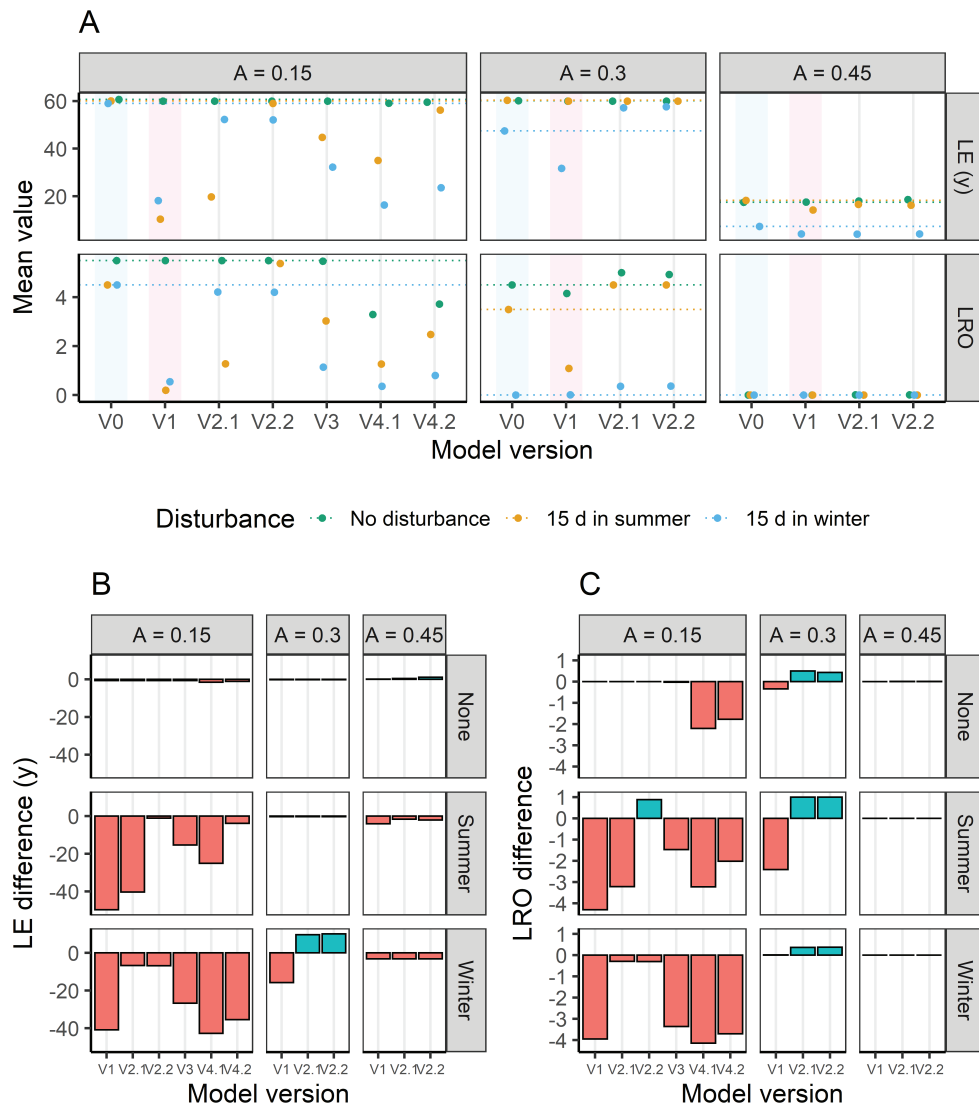 A
A = 0.15
A = 0.3
A = 0.45
60
40
20
LE (y)
Mean value
4
2
0
LRO
V0 V1 V2.1 V2.2 V3 V4.1 V4.2
V0 V1 V2.1 V2.2
V0 V1 V2.1 V2.2
Model version
Disturbance No disturbance 15 d in summer 15 d in winter
B
A = 0.15 A = 0.3 A = 0.45
LE difference (y)
0
-20
-40
None
0
-20
-40
Summer
0
-20
-40
Winter
V1 V2.1 V2.2 V3 V4.1 V4.2
V1 V2.1 V2.2
V1 V2.1 V2.2
Model version
C
A = 0.15 A = 0.3 A = 0.45
LRO difference
1
0
-1
-2
-3
-4
None
1
0
-1
-2
-3
-4
Summer
1
0
-1
-2
-3
-4
Winter
V1 V2.1 V2.2 V3 V4.1 V4.2
V1 V2.1 V2.2
V1 V2.1 V2.2
Model version